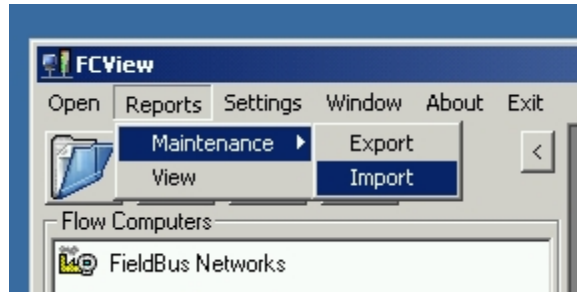 FCView
Open Reports Settings Window About Exit
Maintenance Export
View Import
<
Flow Computers
FieldBus Networks